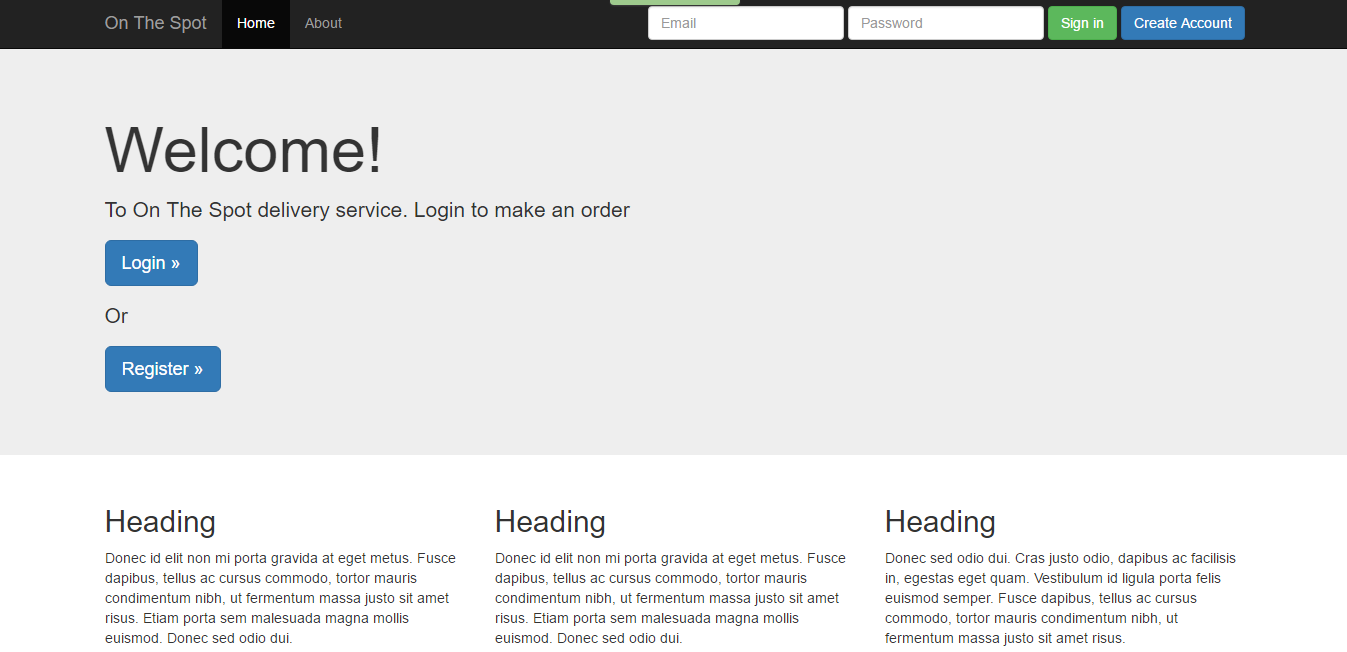 On The Spot Home About Email Password Sign in Create Account
Welcome!
To On The Spot delivery service. Login to make an order
Login »
Or
Register »
Heading
Donec id elit non mi porta gravida at eget metus. Fusce
dapibus, tellus ac cursus commodo, tortor mauris
condimentum nibh, ut fermentum massa justo sit amet
risus. Etiam porta sem malesuada magna mollis
euismod. Donec sed odio dui.
Heading
Donec id elit non mi porta gravida at eget metus. Fusce
dapibus, tellus ac cursus commodo, tortor mauris
condimentum nibh, ut fermentum massa justo sit amet
risus. Etiam porta sem malesuada magna mollis
euismod. Donec sed odio dui.
Heading
Donec sed odio dui. Cras justo odio, dapibus ac facilisis
in, egestas eget quam. Vestibulum id ligula porta felis
euismod semper. Fusce dapibus, tellus ac cursus
commodo, tortor mauris condimentum nibh, ut
fermentum massa justo sit amet risus.